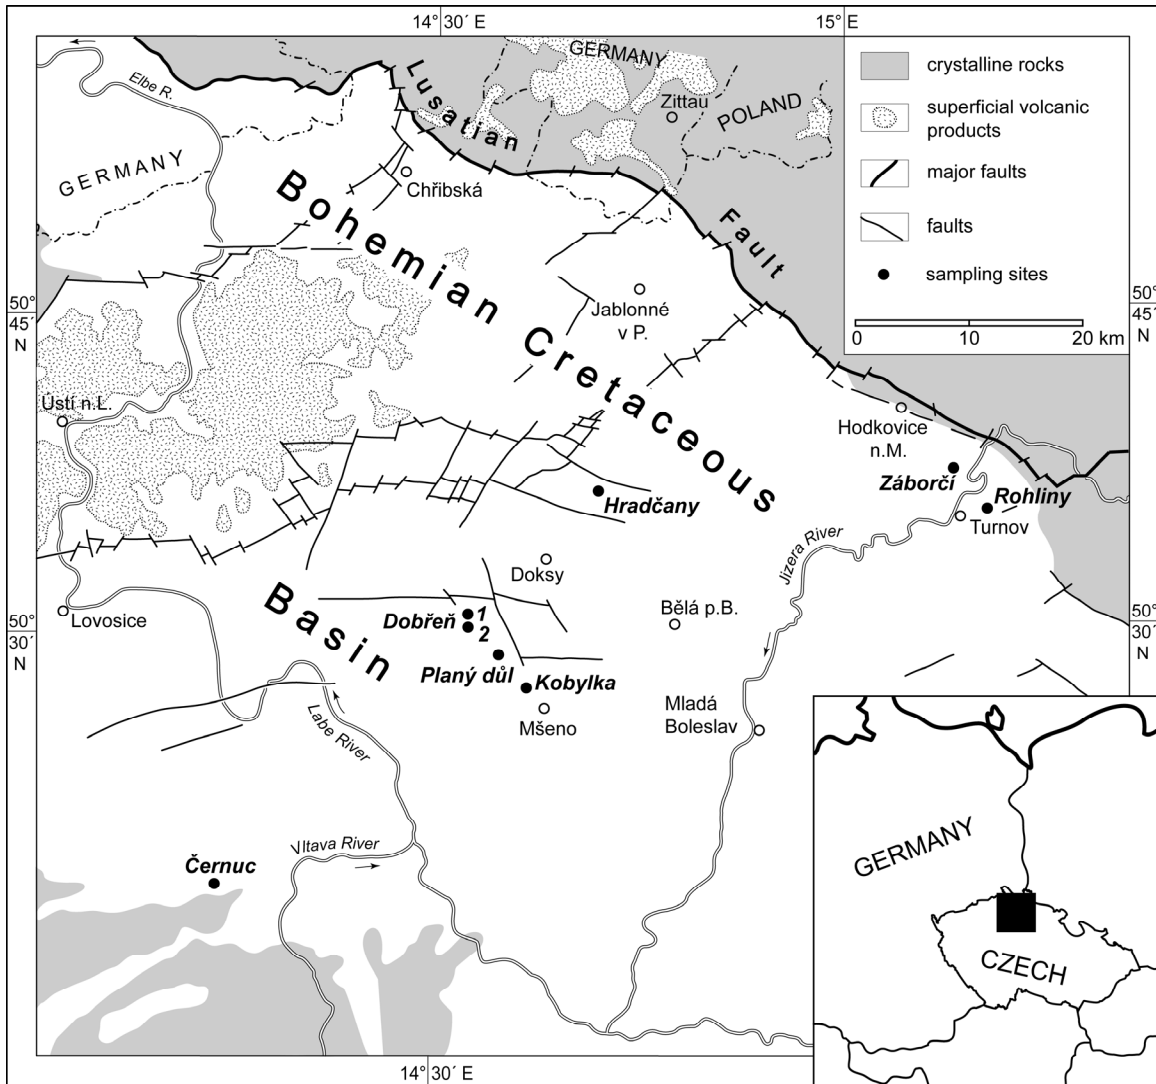 14°30´ E
15° E
GERMANY
Zittau
POLAND
Lusatian
Fault
Elbe R.
GERMANY
Chřibská
Bohemian Cretaceous
Basin
Jablonné
v P.
50°
45´
N
50°
45´
N
Ústí n.L.
Hodkovice
n.M.
Záborčí
Rohliny
Turnov
Hradčany
Jizera River
Doksy
Bělá p.B.
Dobřeň
1
2
Planý důl
Kobylka
Mšeno
Lovosice
50°
30´
N
50°
30´
N
Mladá
Boleslav
Labe River
Vltava River
Černuc
14°30´ E
crystalline rocks
superficial volcanic
products
major faults
faults
sampling sites
0 10 20 km
GERMANY
CZECH